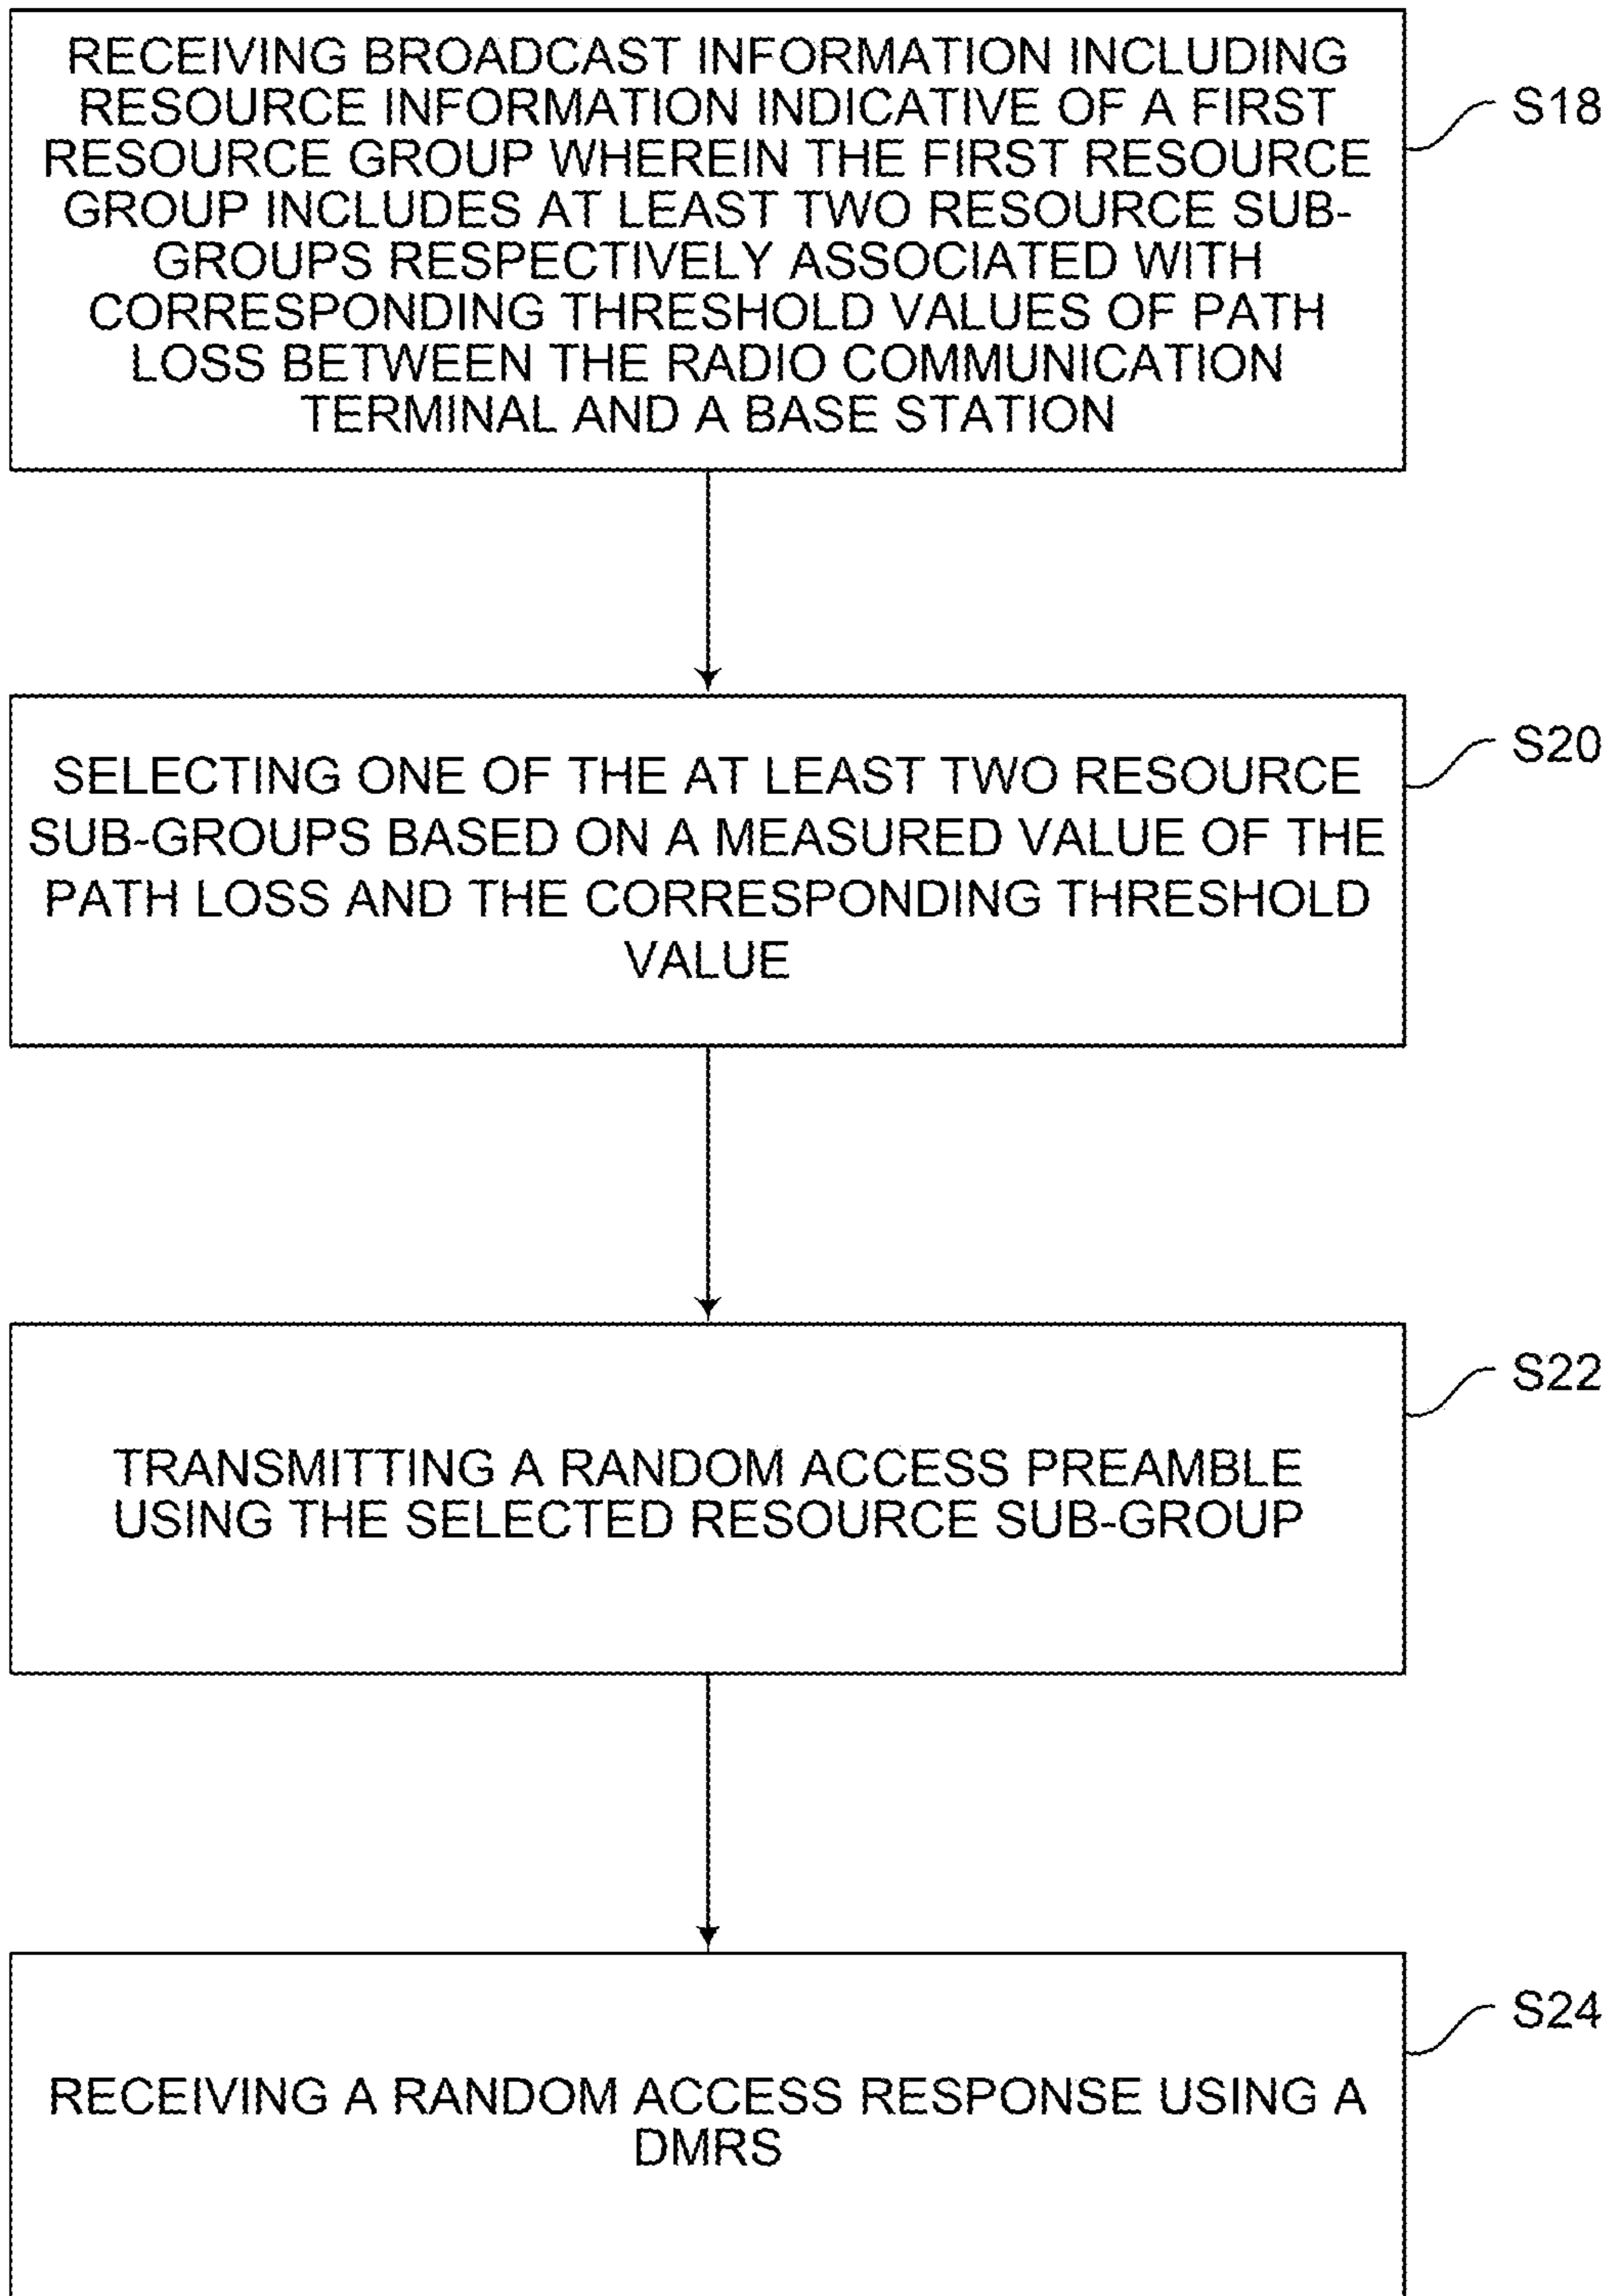 RECEIVING BROADCAST INFORMATION INCLUDING
RESOURCE INFORMATION INDICATIVE OF A FIRST
RESOURCE GROUP WHEREIN THE FIRST RESOURCE
GROUP INCLUDES AT LEAST TWO RESOURCE SUB-
GROUPS RESPECTIVELY ASSOCIATED WITH
CORRESPONDING THRESHOLD VALUES OF PATH
LOSS BETWEEN THE RADIO COMMUNICATION
TERMINAL AND A BASE STATION
S18
SELECTING ONE OF THE AT LEAST TWO RESOURCE
SUB-GROUPS BASED ON A MEASURED VALUE OF THE
PATH LOSS AND THE CORRESPONDING THRESHOLD
VALUE
S20
TRANSMITTING A RANDOM ACCESS PREAMBLE
USING THE SELECTED RESOURCE SUB-GROUP
S22
RECEIVING A RANDOM ACCESS RESPONSE USING A
DMRS
S24